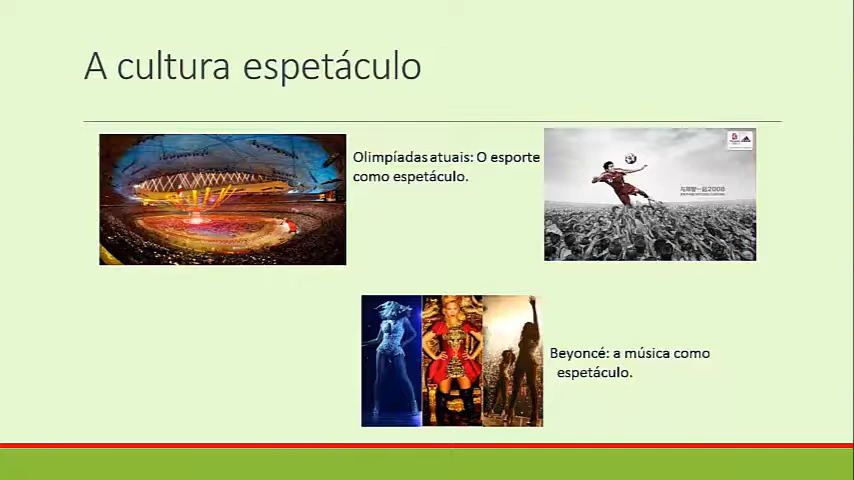 A cultura espetáculo
Olimpíadas atuais: O esporte
como espetáculo.
Beyoncé: a música como
espetáculo.